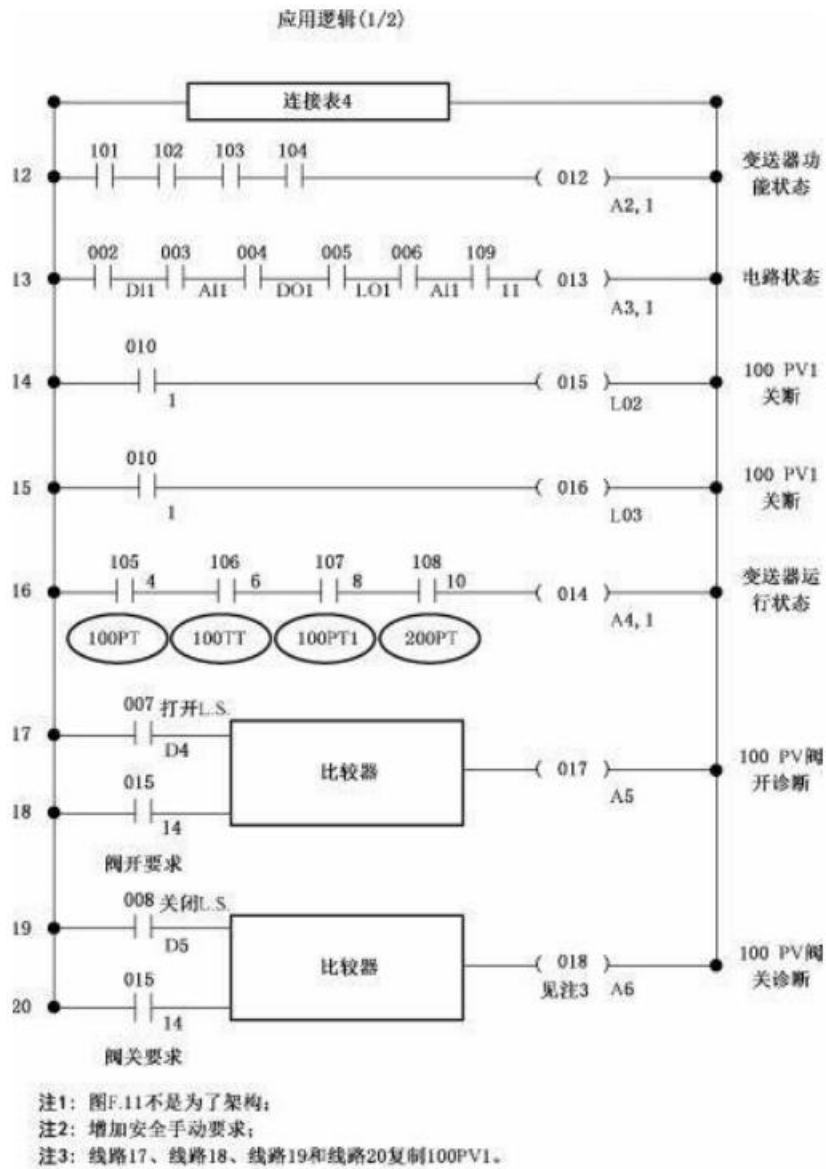 应用逻辑(1/2)
连接表4
101 102 103 104
12 ( 012 ) 变送器功
能状态
A2, I
002 003 004 005 006 109
13 ( 013 ) 电路状态
DI1 AI1 DO1 LO1 AI1 11
A3, I
010
14 ( 015 ) 100 PV1
关断
1
L02
010
15 ( 016 ) 100 PV1
关断
1
L03
105 106 107 108
4 6 8 10
16 ( 014 ) 变送器运
行状态
A4, I
100PT 100TT 100PT1 200PT
007 打开L.S.
17
D4
比较器 ( 017 ) 100 PV阀
开诊断
A5
015
18
14
阀开要求
008 关闭L.S.
19
D5
比较器 ( 018 ) 100 PV阀
关诊断
见注3 A6
015
20
14
阀关要求
注1: 图F.11不是为了架构;
注2: 增加安全手动要求;
注3: 线路17、线路18、线路19和线路20复制100PV1。